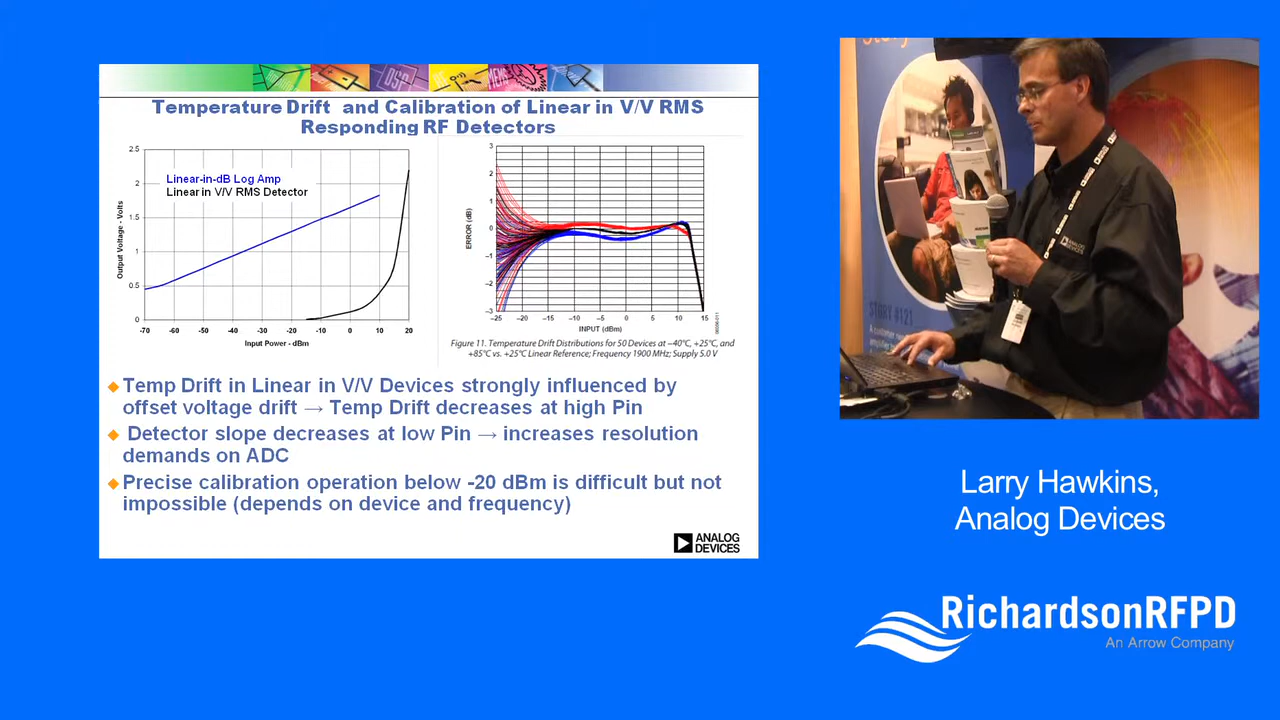 Temperature Drift and Calibration of Linear in V/V RMS
Responding RF Detectors
2.5
2
1.5
1
0.5
0
-70
-60
-50
-40
-30
-20
-10
0
10
20
Output Voltage - Volts
Input Power - dBm
Linear-in-dB Log Amp
Linear in V/V RMS Detector
3
2
1
0
–1
–2
–3
–25
–20
–15
–10
–5
0
5
10
15
ERROR (dB)
INPUT (dBm)
Figure 11. Temperature Drift Distributions for 50 Devices at −40°C, +25°C, and
+85°C vs. +25°C Linear Reference; Frequency 1900 MHz; Supply 5.0 V
Temp Drift in Linear in V/V Devices strongly influenced by
offset voltage drift → Temp Drift decreases at high Pin
Detector slope decreases at low Pin → increases resolution
demands on ADC
Precise calibration operation below -20 dBm is difficult but not
impossible (depends on device and frequency)
ANALOG
DEVICES
STORY #121
ANALOG
DEVICES
Larry Hawkins,
Analog Devices
RichardsonRFPD
An Arrow Company